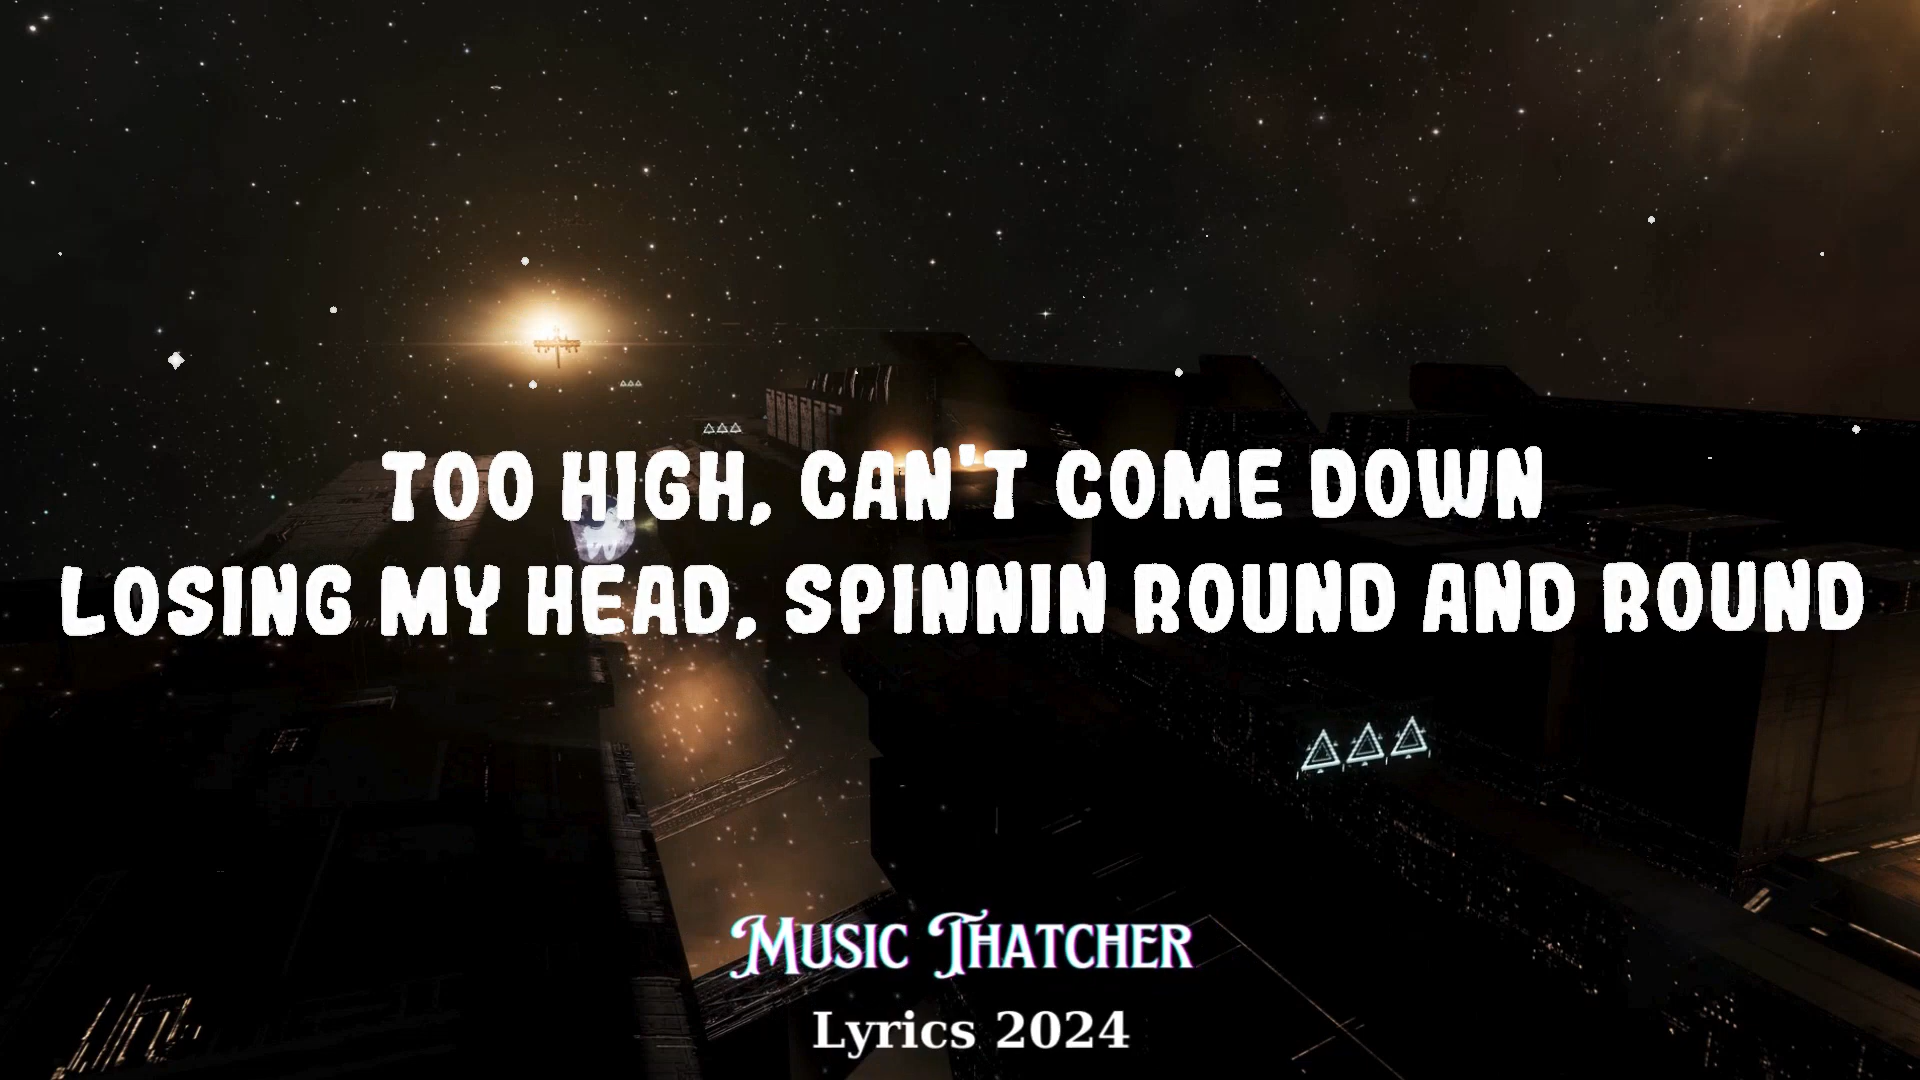 TOO HIGH, CAN'T COME DOWN
LOSING MY HEAD, SPINNIN ROUND AND ROUND
MUSIC THATCHER
Lyrics 2024